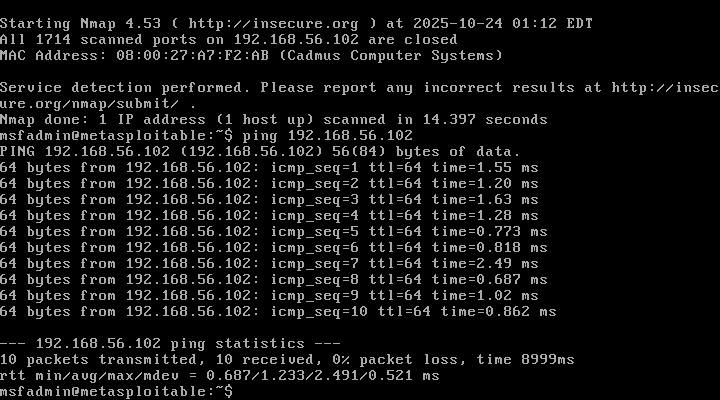 Starting Nmap 4.53 ( http://insecure.org ) at 2025-10-24 01:12 EDT
All 1714 scanned ports on 192.168.56.102 are closed
MAC Address: 08:00:27:A7:F2:AB (Cadmus Computer Systems)
Service detection performed. Please report any incorrect results at http://insec
ure.org/nmap/submit/ .
Nmap done: 1 IP address (1 host up) scanned in 14.397 seconds
msfadmin@metasploitable:~$ ping 192.168.56.102
PING 192.168.56.102 (192.168.56.102) 56(84) bytes of data.
64 bytes from 192.168.56.102: icmp_seq=1 ttl=64 time=1.55 ms
64 bytes from 192.168.56.102: icmp_seq=2 ttl=64 time=1.20 ms
64 bytes from 192.168.56.102: icmp_seq=3 ttl=64 time=1.63 ms
64 bytes from 192.168.56.102: icmp_seq=4 ttl=64 time=1.28 ms
64 bytes from 192.168.56.102: icmp_seq=5 ttl=64 time=0.773 ms
64 bytes from 192.168.56.102: icmp_seq=6 ttl=64 time=0.818 ms
64 bytes from 192.168.56.102: icmp_seq=7 ttl=64 time=2.49 ms
64 bytes from 192.168.56.102: icmp_seq=8 ttl=64 time=0.687 ms
64 bytes from 192.168.56.102: icmp_seq=9 ttl=64 time=1.02 ms
64 bytes from 192.168.56.102: icmp_seq=10 ttl=64 time=0.862 ms
--- 192.168.56.102 ping statistics ---
10 packets transmitted, 10 received, 0% packet loss, time 8999ms
rtt min/avg/max/mdev = 0.687/1.233/2.491/0.521 ms
msfadmin@metasploitable:~$